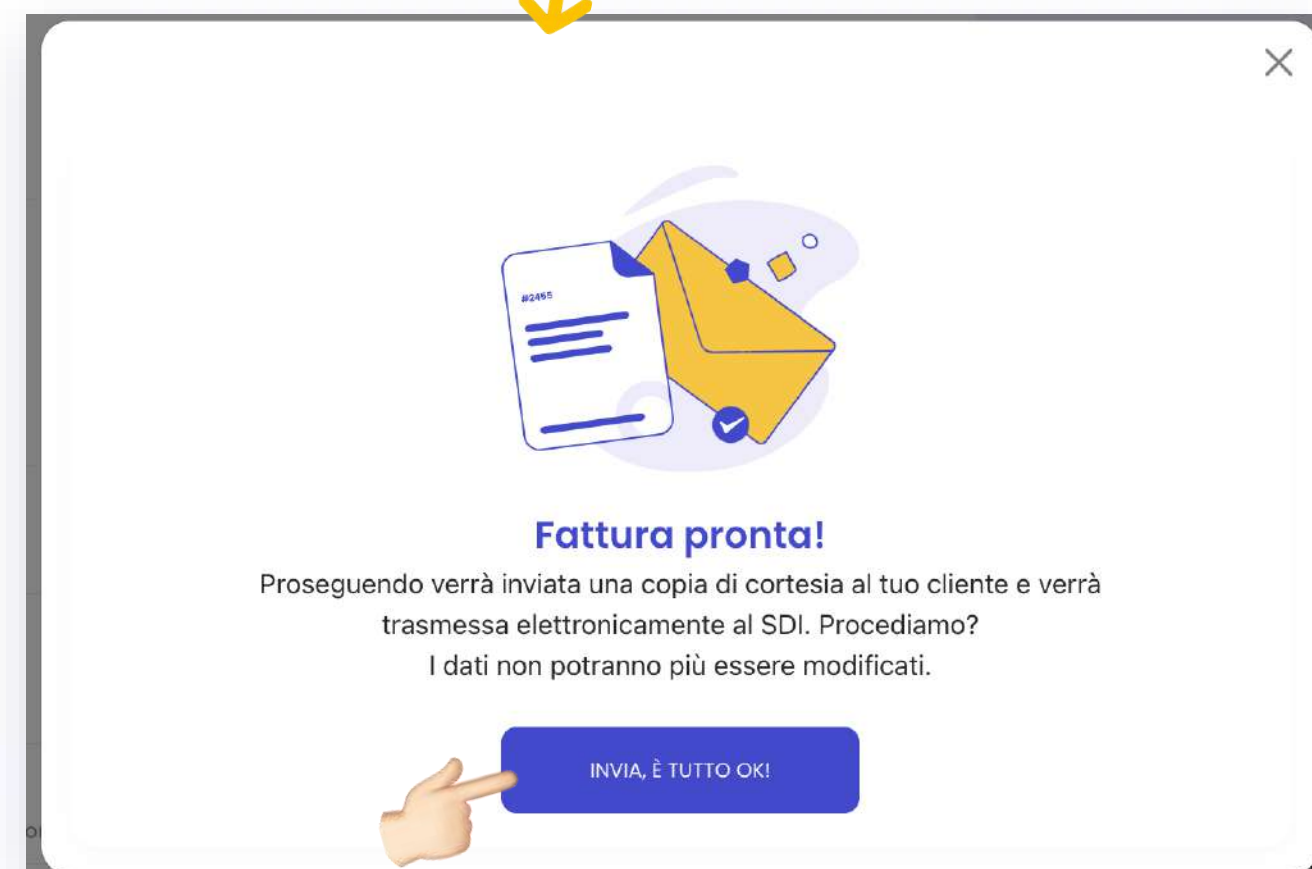 #2465
Fattura pronta!
Proseguendo verrà inviata una copia di cortesia al tuo cliente e verrà
trasmessa elettronicamente al SDI. Procediamo?
I dati non potranno più essere modificati.
INVIA, È TUTTO OK!